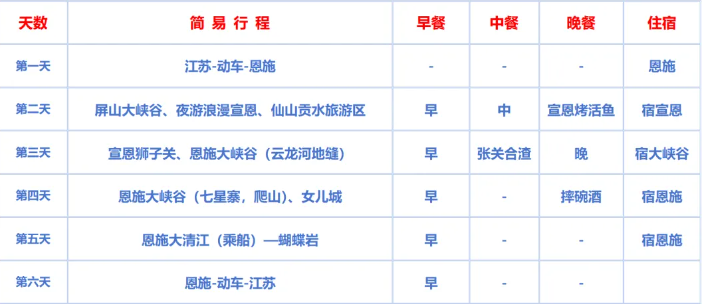 天数 简 易 行 程 早餐 中餐 晚餐 住宿
第一天 江苏-动车-恩施 - - - 恩施
第二天 屏山大峡谷、夜游浪漫宣恩、仙山贡水旅游区 早 中 宣恩烤活鱼 宿宣恩
第三天 宣恩狮子关、恩施大峡谷（云龙河地缝） 早 张关合渣 晚 宿大峡谷
第四天 恩施大峡谷（七星寨，爬山）、女儿城 早 - 摔碗酒 宿恩施
第五天 恩施大清江（乘船）—蝴蝶岩 早 - - 宿恩施
第六天 恩施-动车-江苏 早 - -